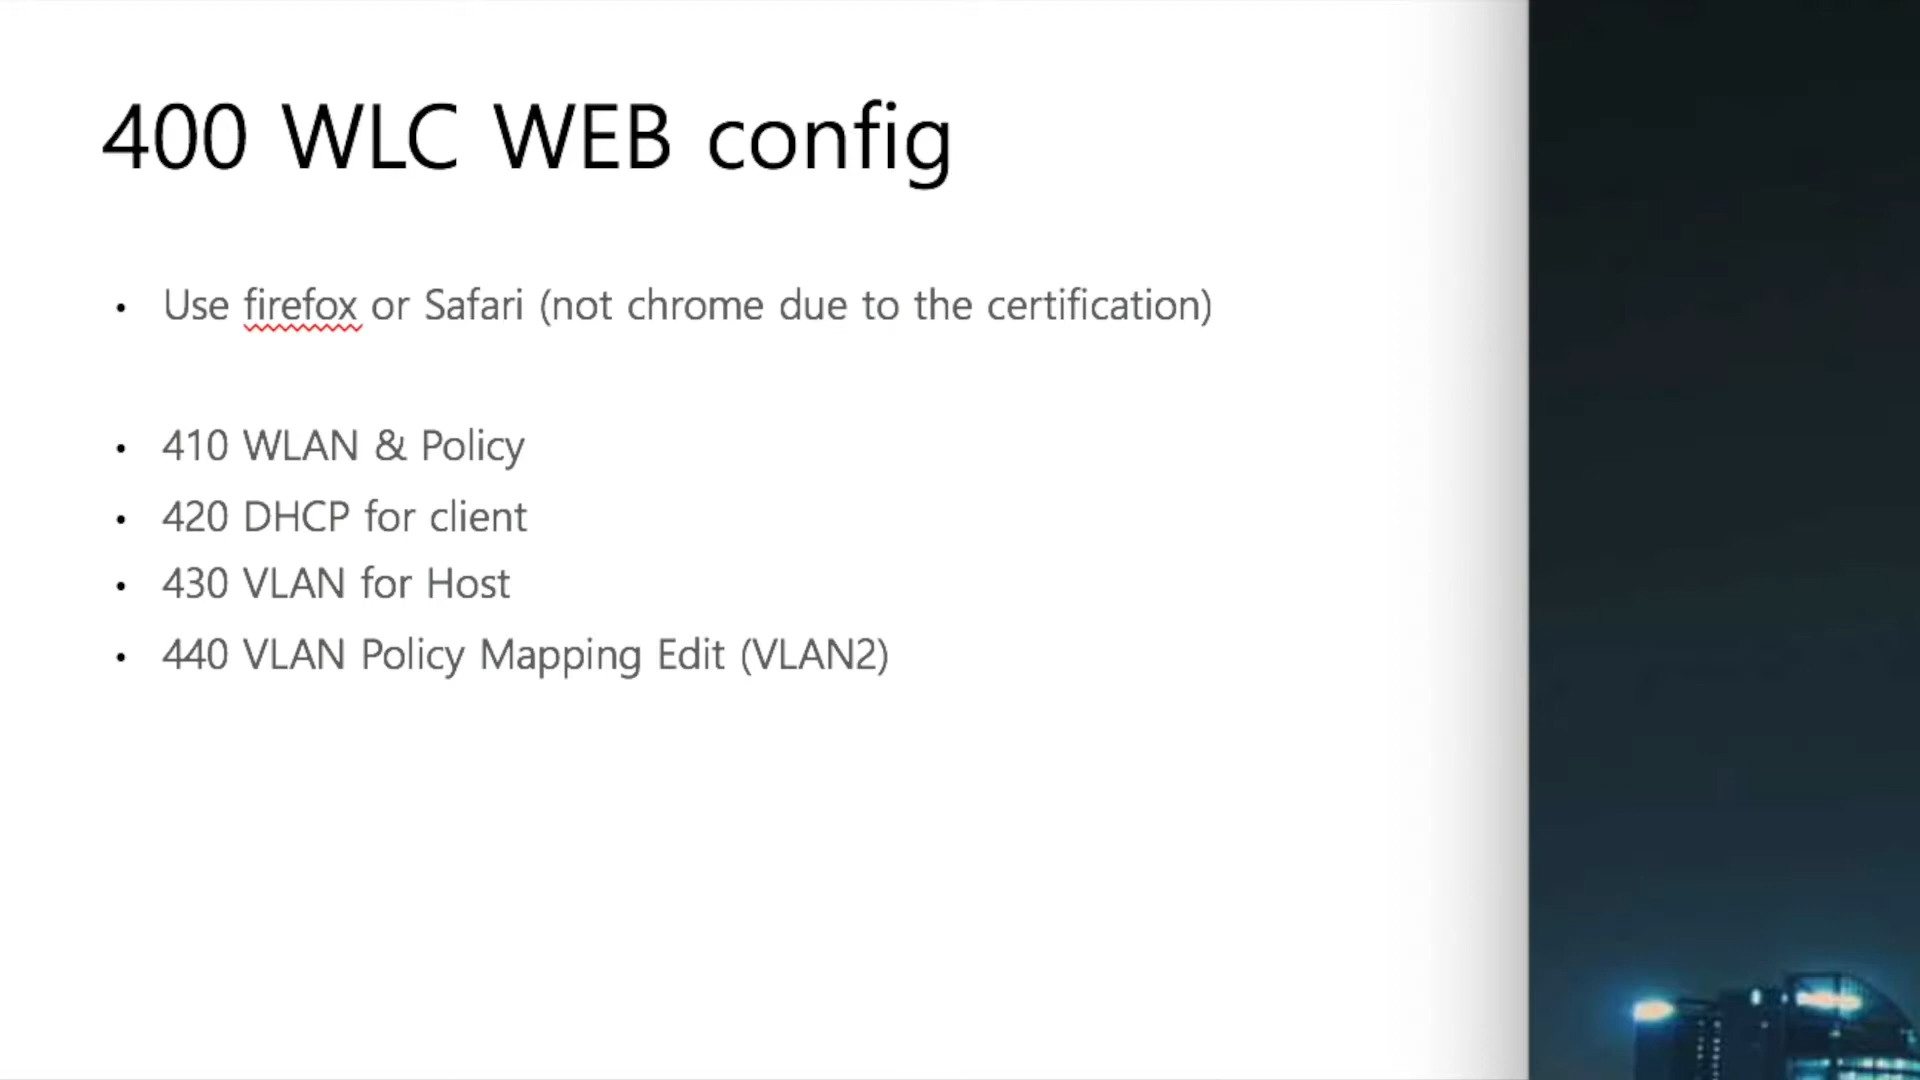 400 WLC WEB config
• Use firefox or Safari (not chrome due to the certification)
• 410 WLAN & Policy
• 420 DHCP for client
• 430 VLAN for Host
• 440 VLAN Policy Mapping Edit (VLAN2)